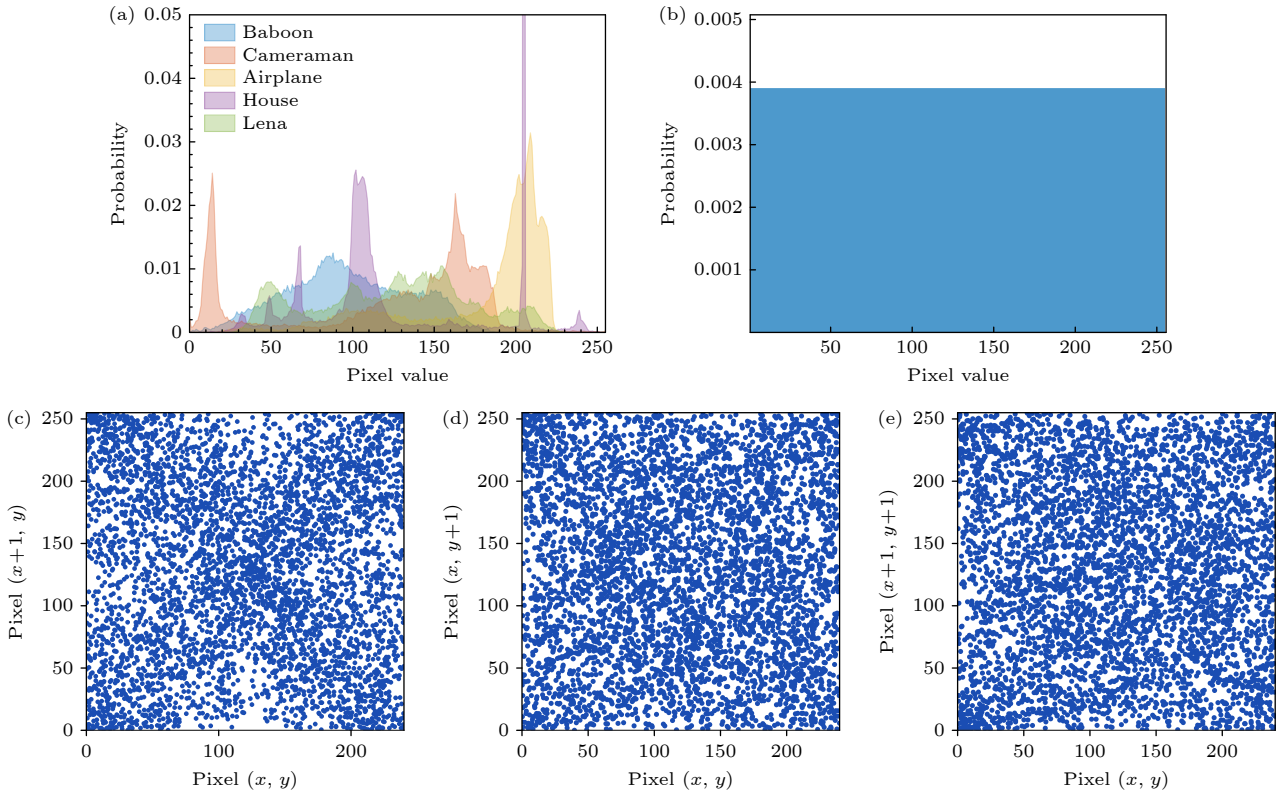 (a)
0.05
0.04
0.03
0.02
0.01
0
Probability
Baboon
Cameraman
Airplane
House
Lena
0 50 100 150 200 250
Pixel value
(b)
0.005
0.004
0.003
0.002
0.001
Probability
50 100 150 200 250
Pixel value
(c)
250
200
150
100
50
0
Pixel (x+1, y)
0 100 200
Pixel (x, y)
(d)
250
200
150
100
50
0
Pixel (x, y+1)
0 50 100 150 200
Pixel (x, y)
(e)
250
200
150
100
50
0
Pixel (x+1, y+1)
0 50 100 150 200
Pixel (x, y)